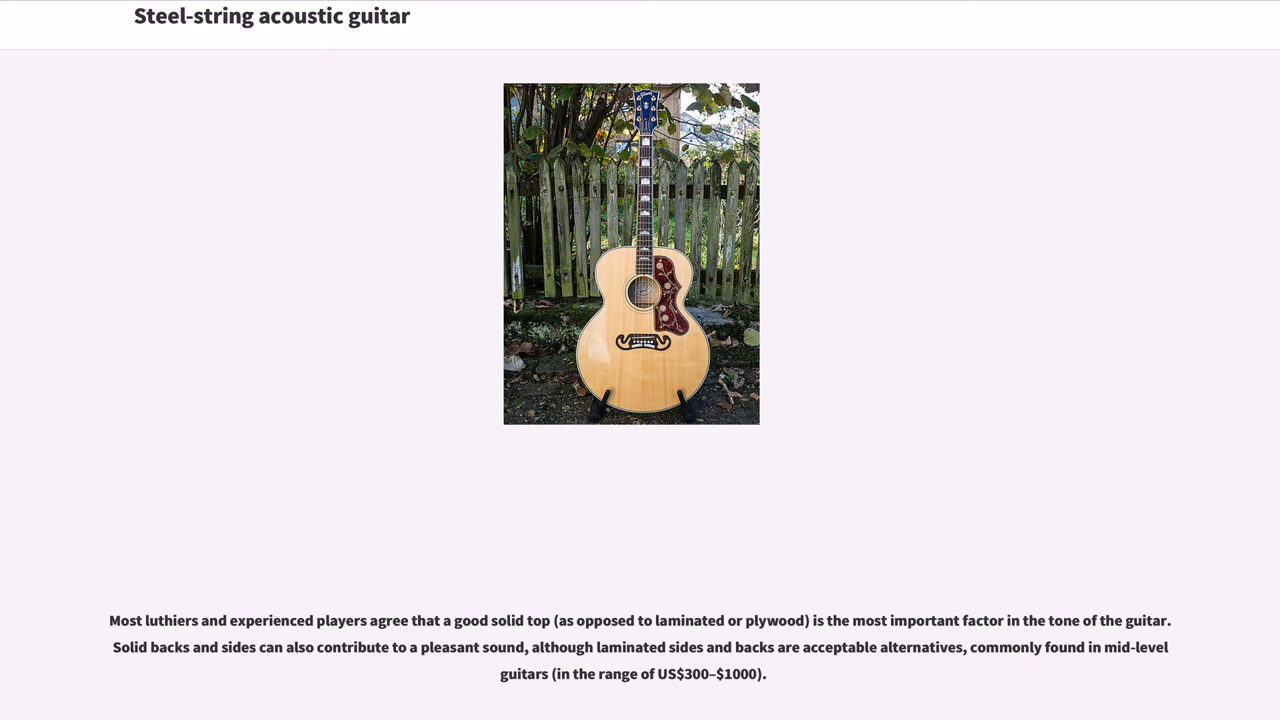 Steel-string acoustic guitar
Most luthiers and experienced players agree that a good solid top (as opposed to laminated or plywood) is the most important factor in the tone of the guitar.
Solid backs and sides can also contribute to a pleasant sound, although laminated sides and backs are acceptable alternatives, commonly found in mid-level
guitars (in the range of US$300–$1000).